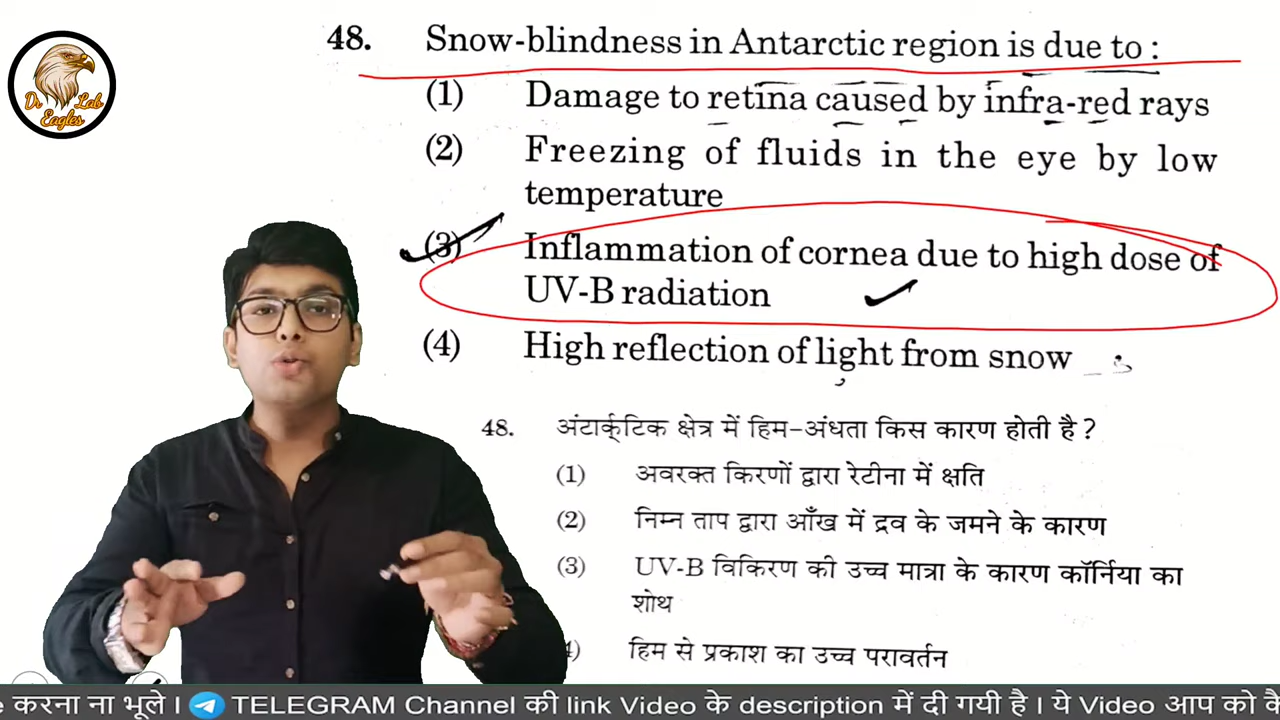 Dr Lab
Eagles
48. Snow-blindness in Antarctic region is due to :
(1) Damage to retina caused by infra-red rays
(2) Freezing of fluids in the eye by low
temperature
(3) Inflammation of cornea due to high dose of
UV-B radiation
(4) High reflection of light from snow
48. अंटार्क्टिक क्षेत्र में हिम-अंधता किस कारण होती है ?
(1) अवरक्त किरणों द्वारा रेटीना में क्षति
(2) निम्न ताप द्वारा आँख में द्रव के जमने के कारण
(3) UV-B विकिरण की उच्च मात्रा के कारण कॉर्निया का
शोथ
4) हिम से प्रकाश का उच्च परावर्तन
करना ना भूले । TELEGRAM Channel की link Video के description में दी गयी है । ये Video आप को